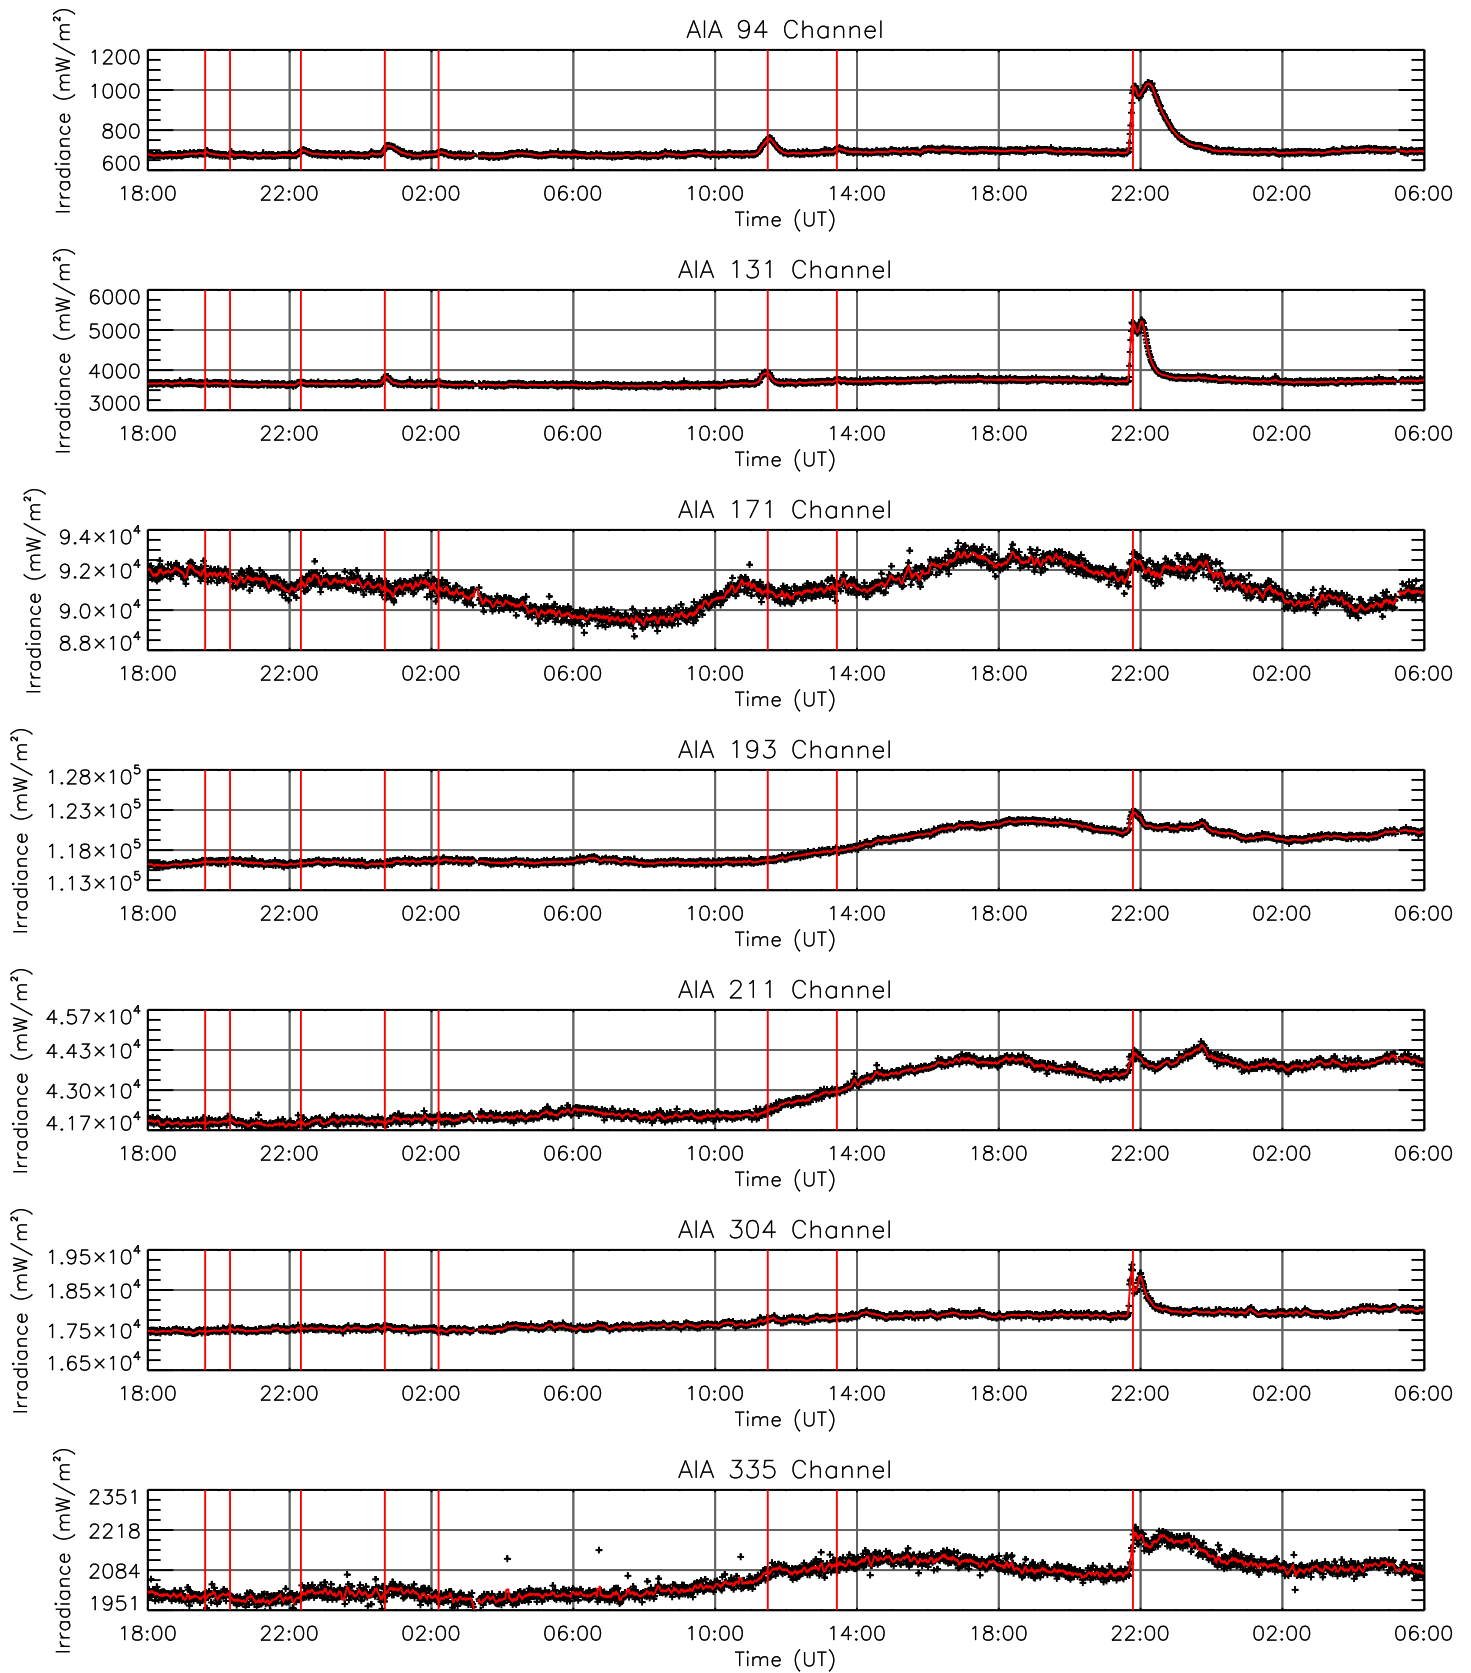 AIA 94 Channel
Irradiance (mW/m²)
1200
1000
800
600
18:00 22:00 02:00 06:00 10:00 14:00 18:00 22:00 02:00 06:00
Time (UT)
AIA 131 Channel
Irradiance (mW/m²)
6000
5000
4000
3000
18:00 22:00 02:00 06:00 10:00 14:00 18:00 22:00 02:00 06:00
Time (UT)
AIA 171 Channel
Irradiance (mW/m²)
9.4×10⁴
9.2×10⁴
9.0×10⁴
8.8×10⁴
18:00 22:00 02:00 06:00 10:00 14:00 18:00 22:00 02:00 06:00
Time (UT)
AIA 193 Channel
Irradiance (mW/m²)
1.28×10⁵
1.23×10⁵
1.18×10⁵
1.13×10⁵
18:00 22:00 02:00 06:00 10:00 14:00 18:00 22:00 02:00 06:00
Time (UT)
AIA 211 Channel
Irradiance (mW/m²)
4.57×10⁴
4.43×10⁴
4.30×10⁴
4.17×10⁴
18:00 22:00 02:00 06:00 10:00 14:00 18:00 22:00 02:00 06:00
Time (UT)
AIA 304 Channel
Irradiance (mW/m²)
1.95×10⁴
1.85×10⁴
1.75×10⁴
1.65×10⁴
18:00 22:00 02:00 06:00 10:00 14:00 18:00 22:00 02:00 06:00
Time (UT)
AIA 335 Channel
Irradiance (mW/m²)
2351
2218
2084
1951
18:00 22:00 02:00 06:00 10:00 14:00 18:00 22:00 02:00 06:00
Time (UT)